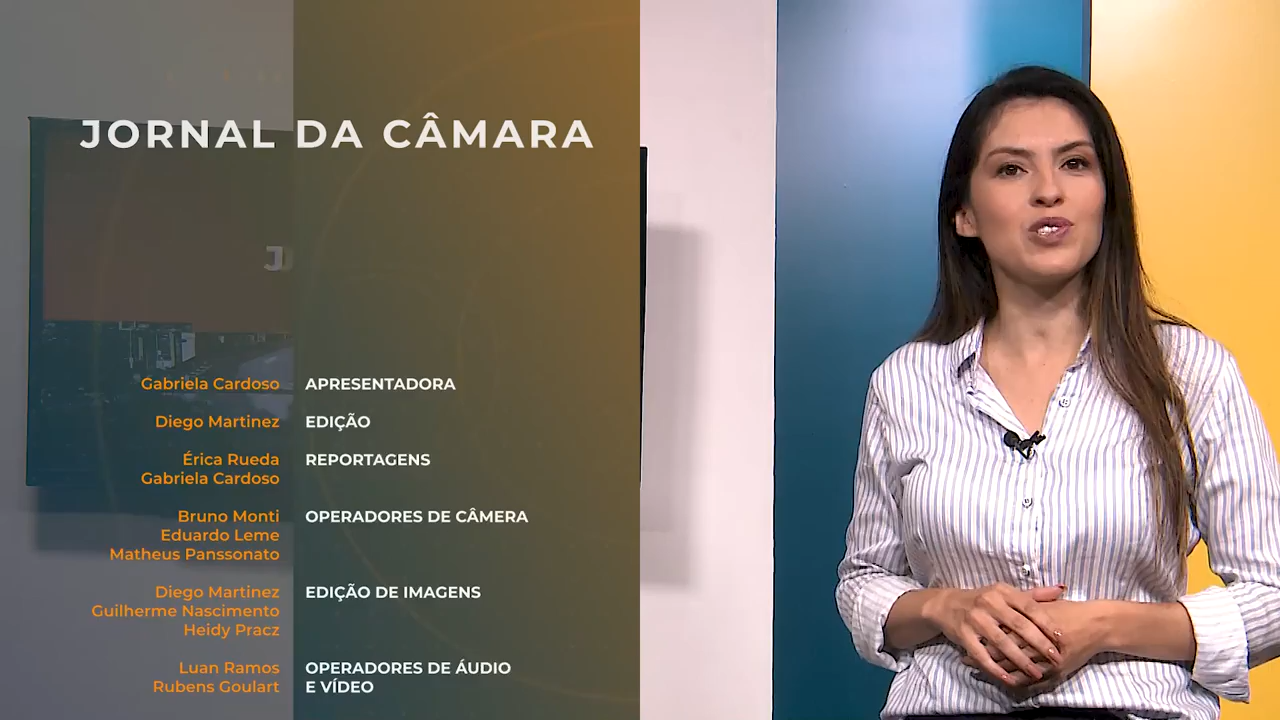 JORNAL DA CÂMARA
J
Gabriela Cardoso APRESENTADORA
Diego Martinez EDIÇÃO
Érica Rueda REPORTAGENS
Gabriela Cardoso
Bruno Monti OPERADORES DE CÂMERA
Eduardo Leme
Matheus Panssonato
Diego Martinez EDIÇÃO DE IMAGENS
Guilherme Nascimento
Heidy Pracz
Luan Ramos OPERADORES DE ÁUDIO
Rubens Goulart E VÍDEO